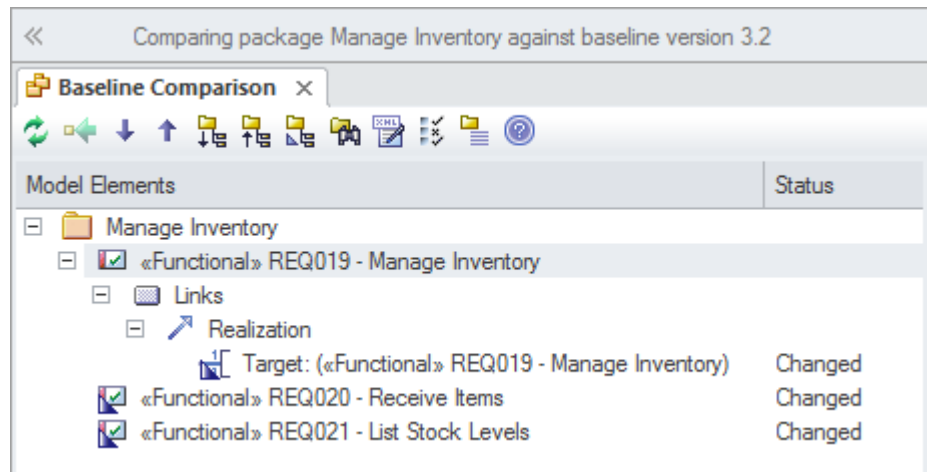 Comparing package Manage Inventory against baseline version 3.2
Baseline Comparison
XML
Model Elements Status
Manage Inventory
«Functional» REQ019 - Manage Inventory
Links
Realization
Target: («Functional» REQ019 - Manage Inventory) Changed
«Functional» REQ020 - Receive Items Changed
«Functional» REQ021 - List Stock Levels Changed